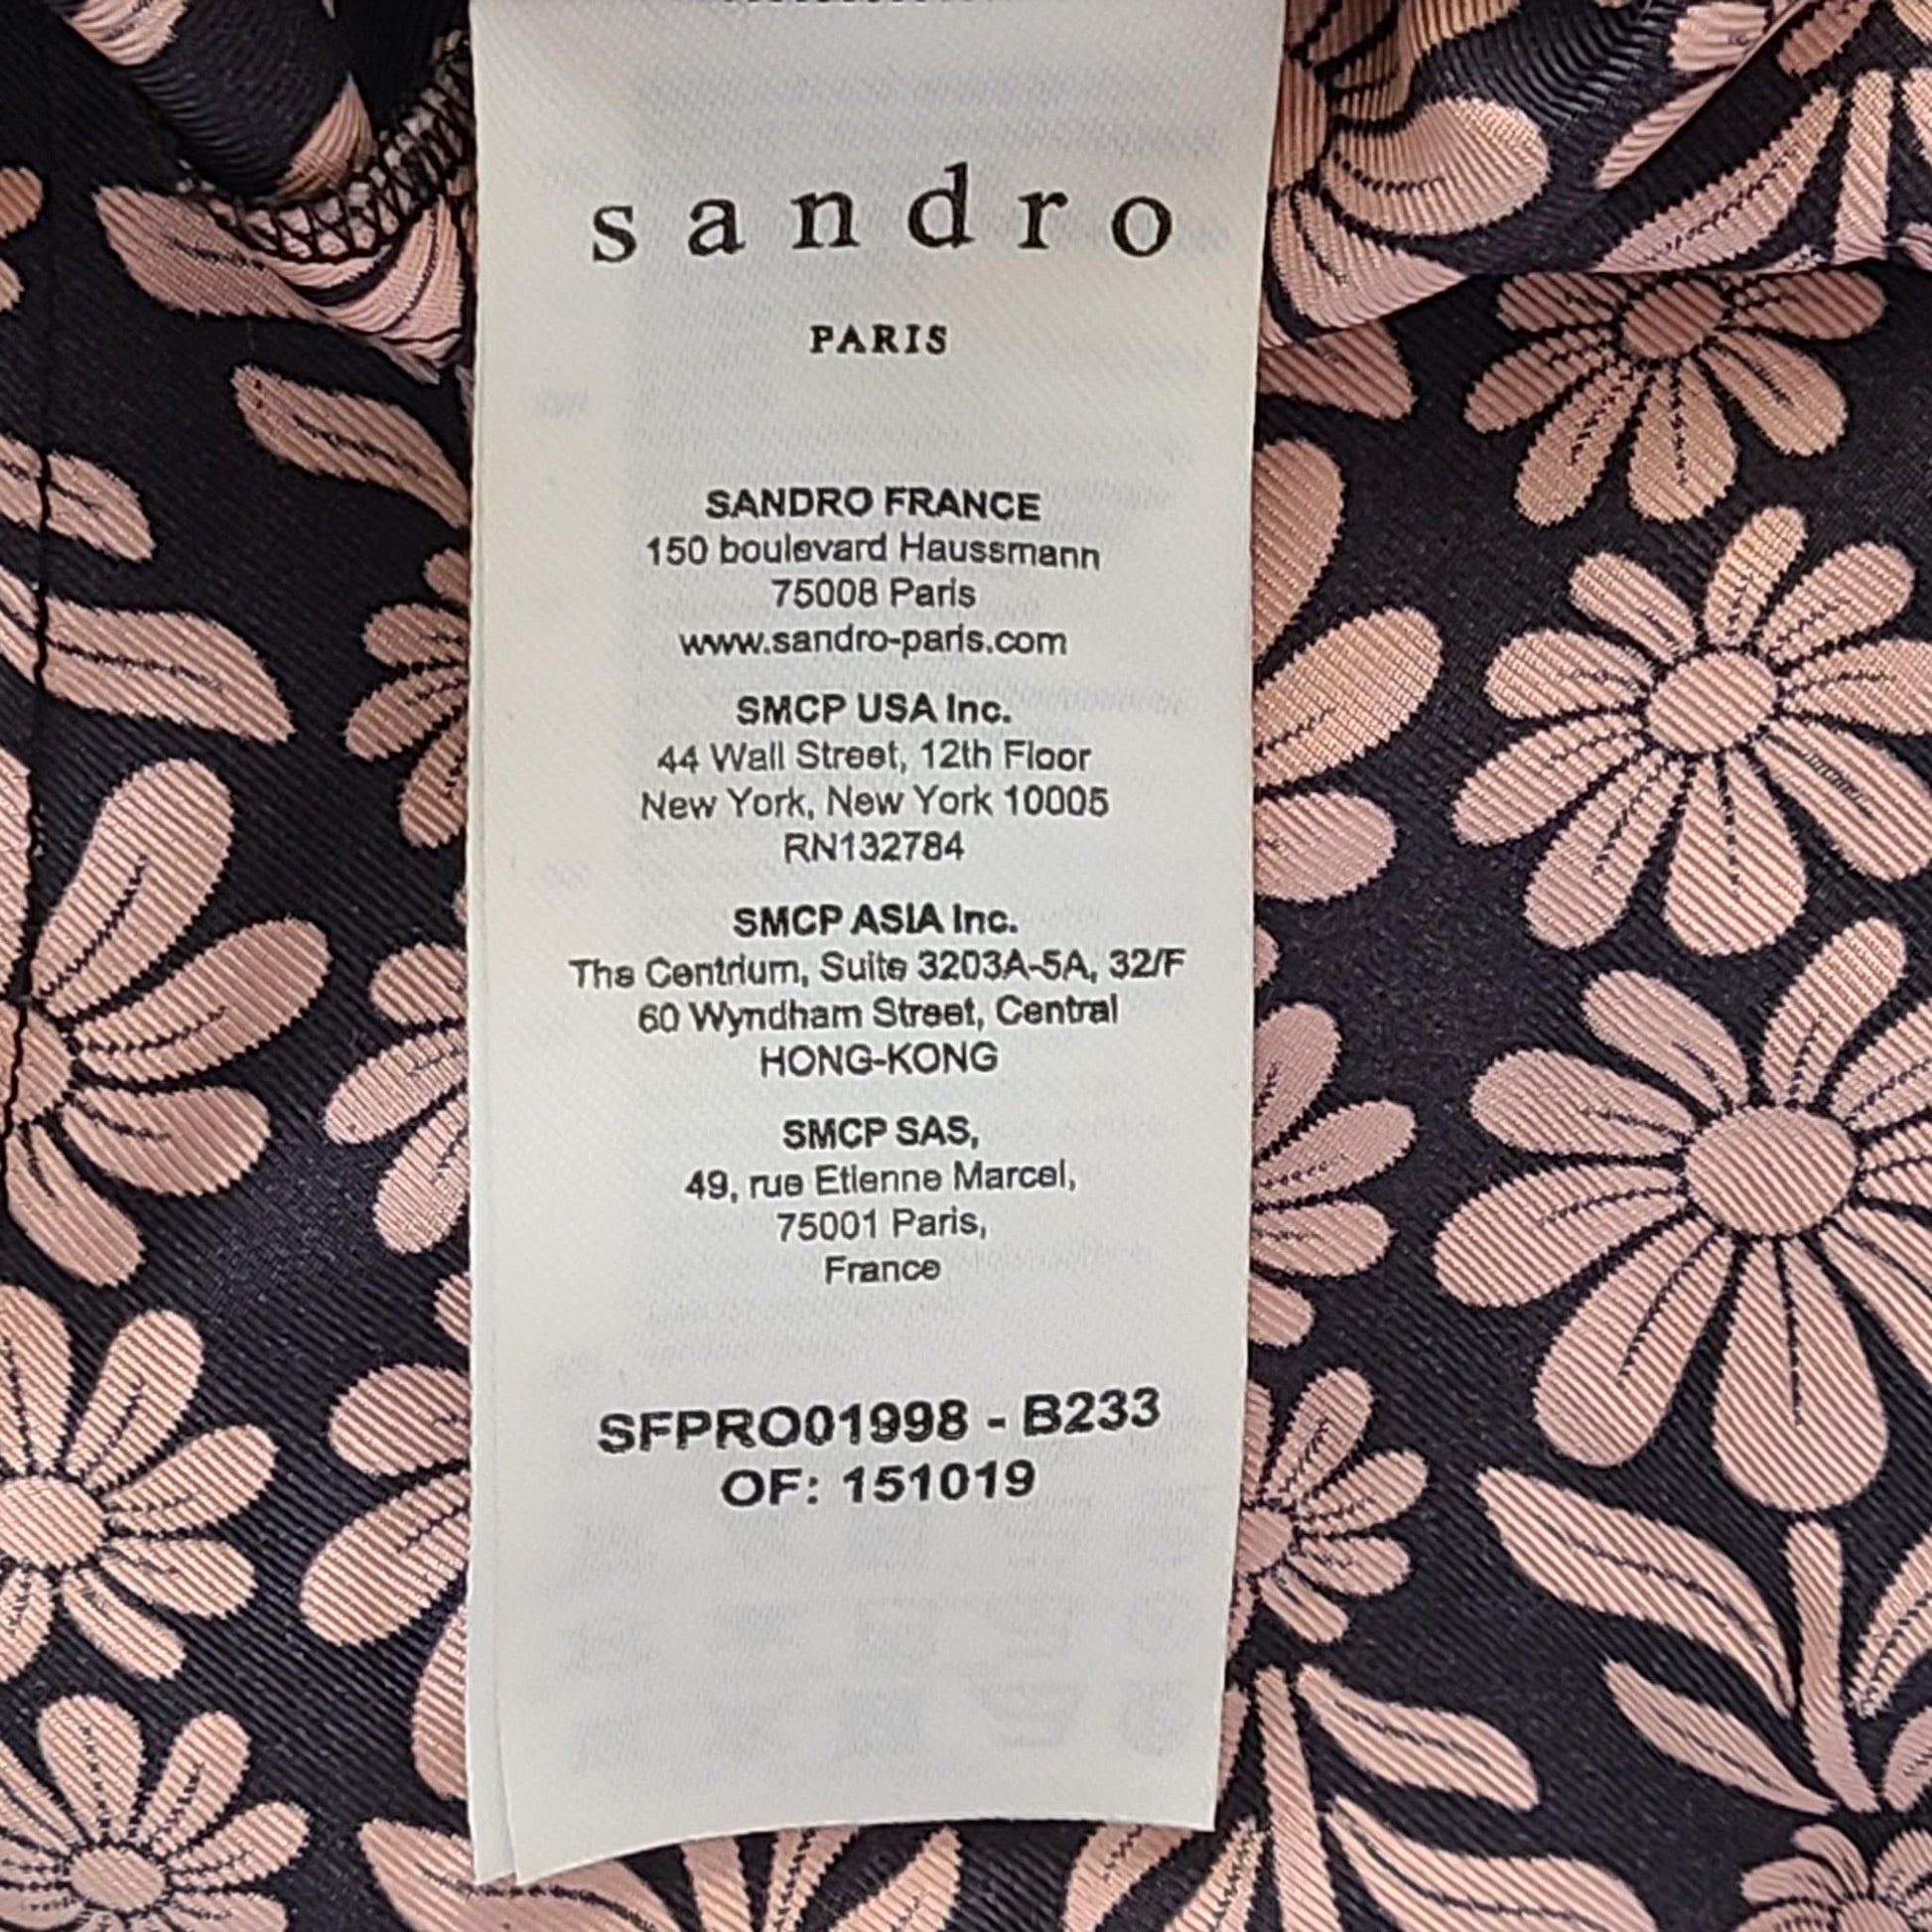 sandro
PARIS
SANDRO FRANCE
150 boulevard Haussmann
75008 Paris
www.sandro-paris.com
SMCP USA Inc.
44 Wall Street, 12th Floor
New York, New York 10005
RN132784
SMCP ASIA Inc.
The Centrium, Suite 3203A-5A, 32/F
60 Wyndham Street, Central
HONG-KONG
SMCP SAS,
49, rue Etienne Marcel,
75001 Paris,
France
SFPRO01998 - B233
OF: 151019